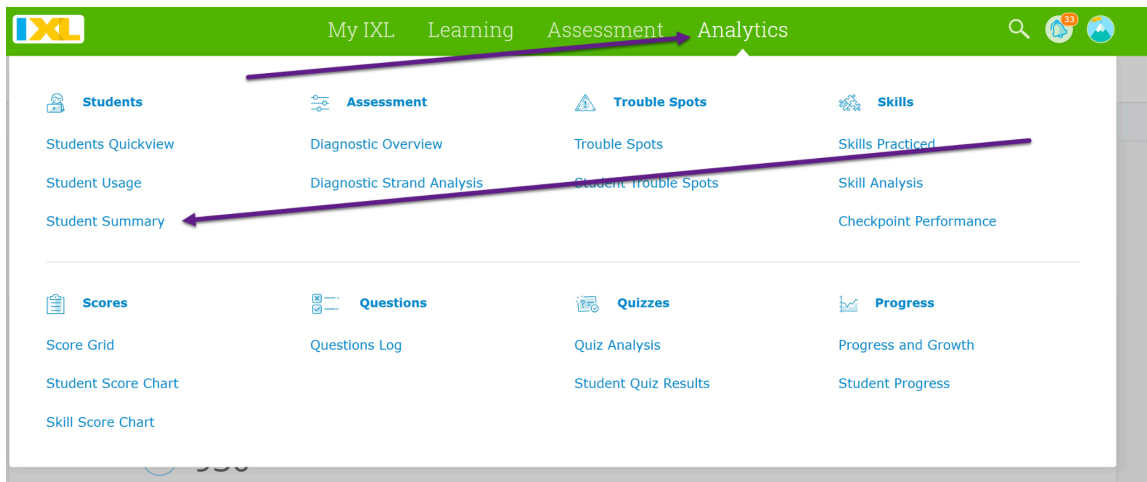 IXL My IXL Learning Assessment Analytics 33
Students Assessment Trouble Spots Skills
Students Quickview Diagnostic Overview Trouble Spots Skills Practiced
Student Usage Diagnostic Strand Analysis Student Trouble Spots Skill Analysis
Student Summary Checkpoint Performance
Scores Questions Quizzes Progress
Score Grid Questions Log Quiz Analysis Progress and Growth
Student Score Chart Student Quiz Results Student Progress
Skill Score Chart